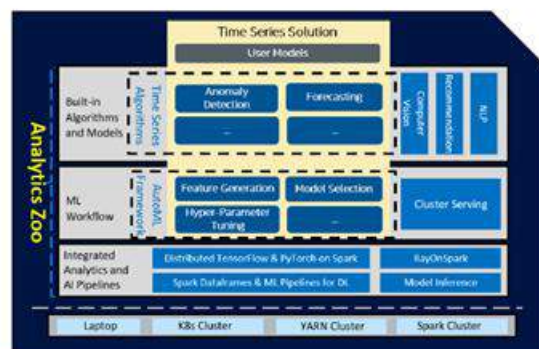 Time Series Solution
User Models
Analytics Zoo
Built-in
Algorithms
and Models
Time Series
Algorithms
Anomaly
Detection
Forecasting
...
...
Computer
Vision
Recommendation
NLP
ML
Workflow
AutoML
Framework
Feature Generation
Model Selection
Hyper-Parameter
Tuning
...
Cluster Serving
Integrated
Analytics and
AI Pipelines
Distributed TensorFlow & PyTorch on Spark
RayOnSpark
Spark Dataframes & ML Pipelines for DL
Model Inference
Laptop
K8s Cluster
YARN Cluster
Spark Cluster